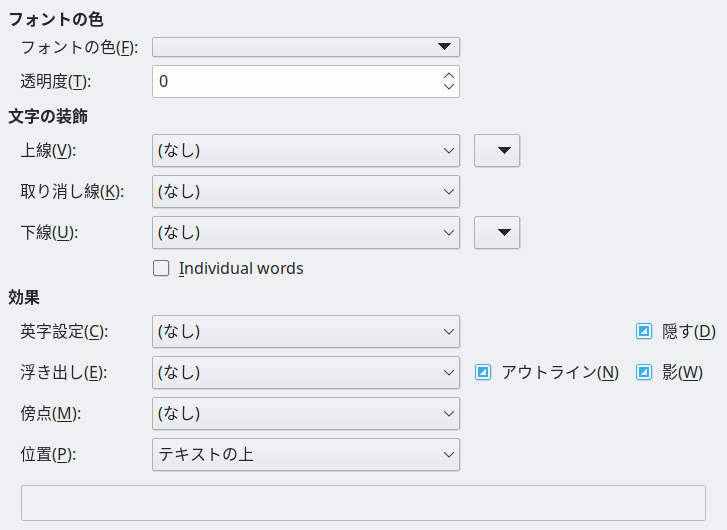 フォントの色
フォントの色(F):
透明度(T): 0
文字の装飾
上線(V): (なし)
取り消し線(K): (なし)
下線(U): (なし)
Individual words
効果
英字設定(C): (なし) 隠す(D)
浮き出し(E): (なし) アウトライン(N) 影(W)
傍点(M): (なし)
位置(P): テキストの上